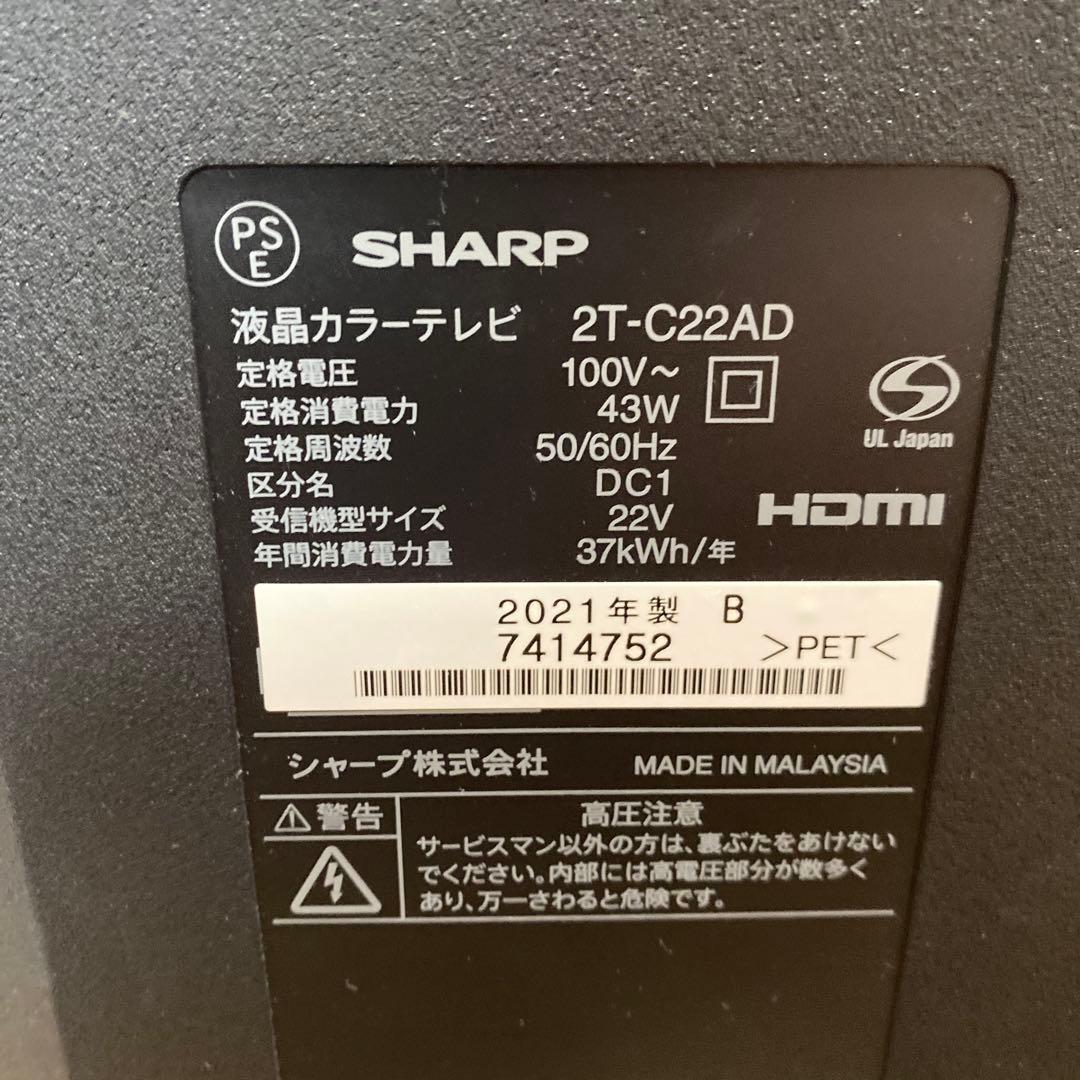 PSE SHARP
液晶カラーテレビ 2T-C22AD
定格電圧 100V～
定格消費電力 43W
定格周波数 50/60Hz
UL Japan
区分名 DC1
受信機型サイズ 22V
HDMI
年間消費電力量 37kWh/年
2021年製 B
7414752 >PET<
シャープ株式会社 MADE IN MALAYSIA
⚠警告 高圧注意
サービスマン以外の方は、裏ぶたをあけない
でください。内部には高電圧部分が数多く
あり、万一さわると危険です。